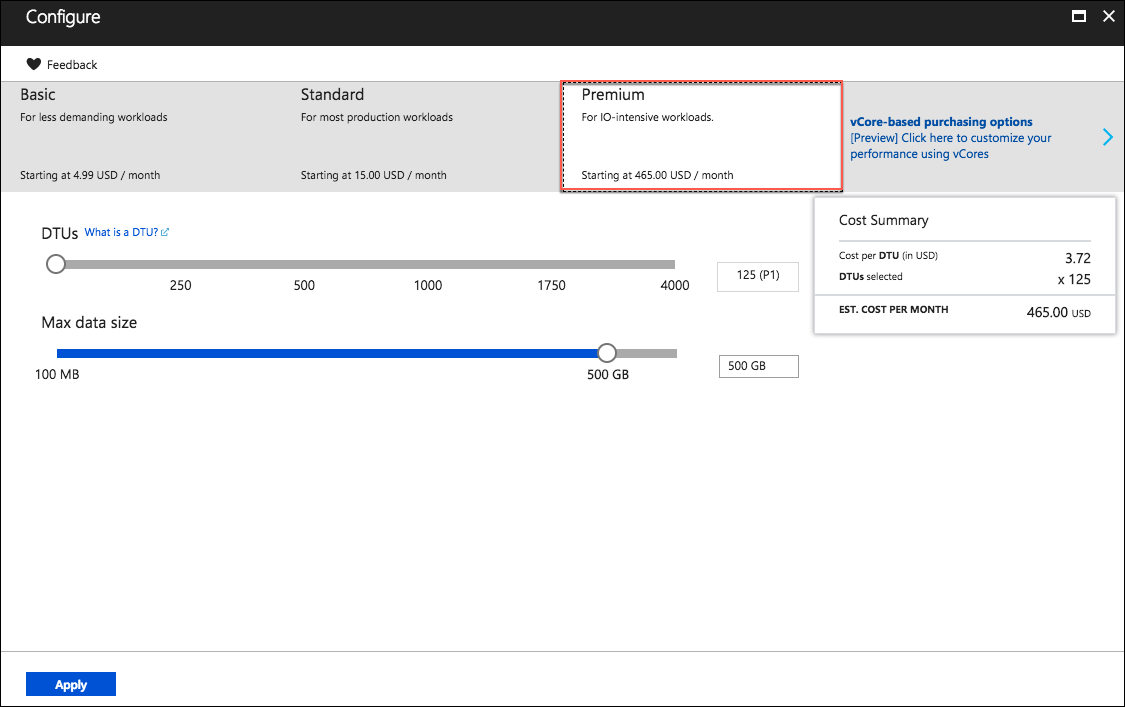 Configure
Feedback
Basic
For less demanding workloads
Starting at 4.99 USD / month
Standard
For most production workloads
Starting at 15.00 USD / month
Premium
For IO-intensive workloads.
Starting at 465.00 USD / month
vCore-based purchasing options
[Preview] Click here to customize your
performance using vCores
DTUs What is a DTU?
250 500 1000 1750 4000
125 (P1)
Max data size
100 MB 500 GB
500 GB
Cost Summary
Cost per DTU (in USD) 3.72
DTUs selected x 125
EST. COST PER MONTH 465.00 USD
Apply